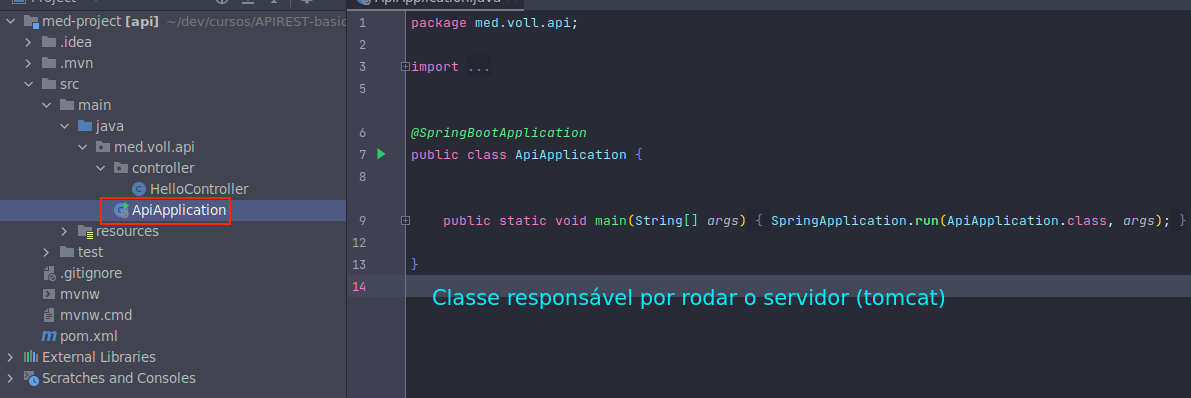 Project
ApiApplication.java
med-project [api] ~/dev/cursos/APIREST-basic
.idea
.mvn
src
main
java
med.voll.api
controller
HelloController
ApiApplication
resources
test
.gitignore
mvnw
mvnw.cmd
pom.xml
External Libraries
Scratches and Consoles
1 package med.voll.api;
2
3 import ...
5
6 @SpringBootApplication
7 public class ApiApplication {
8
9 public static void main(String[] args) { SpringApplication.run(ApiApplication.class, args); }
12
13 }
14
Classe responsável por rodar o servidor (tomcat)